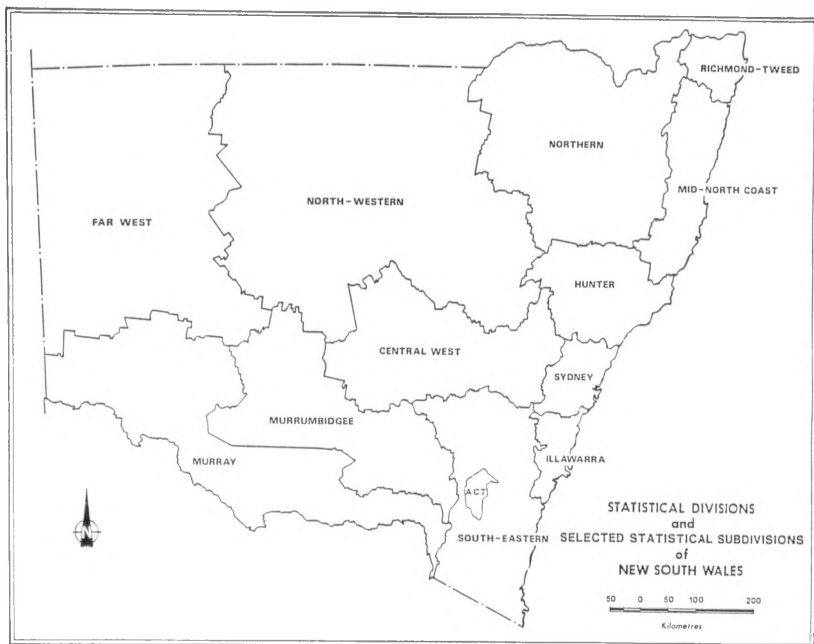 RICHMOND-TWEED
NORTHERN
MID-NORTH COAST
NORTH-WESTERN
FAR WEST
HUNTER
CENTRAL WEST
SYDNEY
MURRUMBIDGEE
MURRAY
ILLAWARRA
ACT
SOUTH-EASTERN
N
STATISTICAL DIVISIONS
and
SELECTED STATISTICAL SUBDIVISIONS
of
NEW SOUTH WALES
50 0 50 100 200
Kilometres